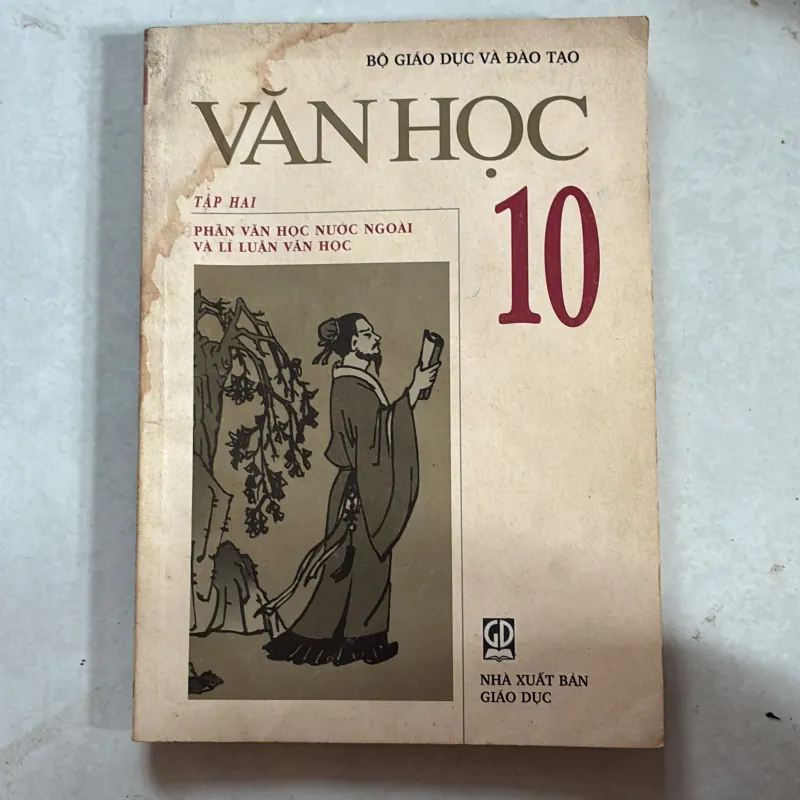 BỘ GIÁO DỤC VÀ ĐÀO TẠO
VĂN HỌC
10
TẬP HAI
PHẦN VĂN HỌC NƯỚC NGOÀI
VÀ LÍ LUẬN VĂN HỌC
GD
NHÀ XUẤT BẢN
GIÁO DỤC